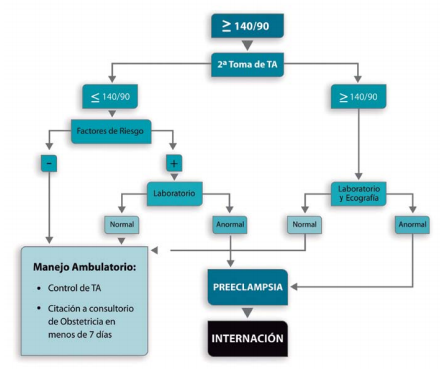 ≥ 140/90
2ª Toma de TA
≤ 140/90
≥ 140/90
Factores de Riesgo
-
+
Laboratorio
Laboratorio
y Ecografía
Normal
Anormal
Normal
Anormal
Manejo Ambulatorio:
• Control de TA
• Citación a consultorio
de Obstetricia en
menos de 7 días
PREECLAMPSIA
INTERNACIÓN